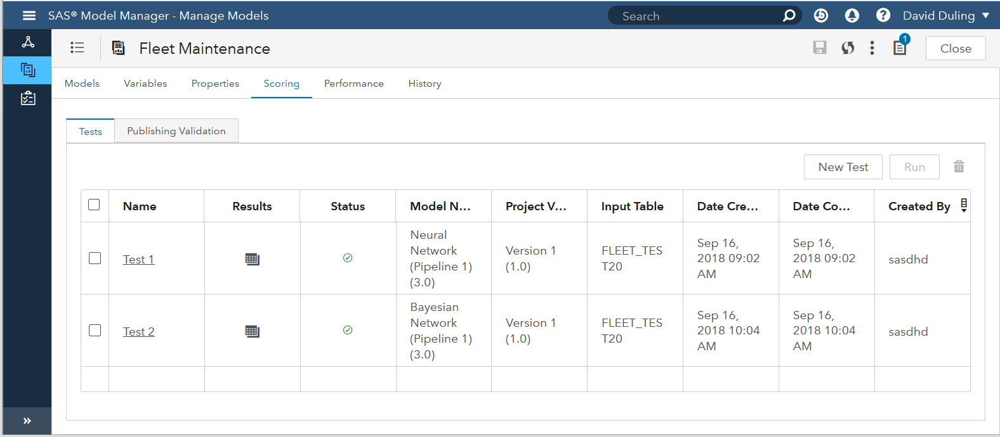 SAS® Model Manager - Manage Models
Search
David Duling
Fleet Maintenance
1
Close
Models
Variables
Properties
Scoring
Performance
History
Tests
Publishing Validation
New Test
Run
Name
Results
Status
Model N...
Project V...
Input Table
Date Cre...
Date Co...
Created By
Test 1
Neural
Network
(Pipeline 1)
(3.0)
Version 1
(1.0)
FLEET_TES
T20
Sep 16,
2018 09:02
AM
Sep 16,
2018 09:02
AM
sasdhd
Test 2
Bayesian
Network
(Pipeline 1)
(3.0)
Version 1
(1.0)
FLEET_TES
T20
Sep 16,
2018 10:04
AM
Sep 16,
2018 10:04
AM
sasdhd